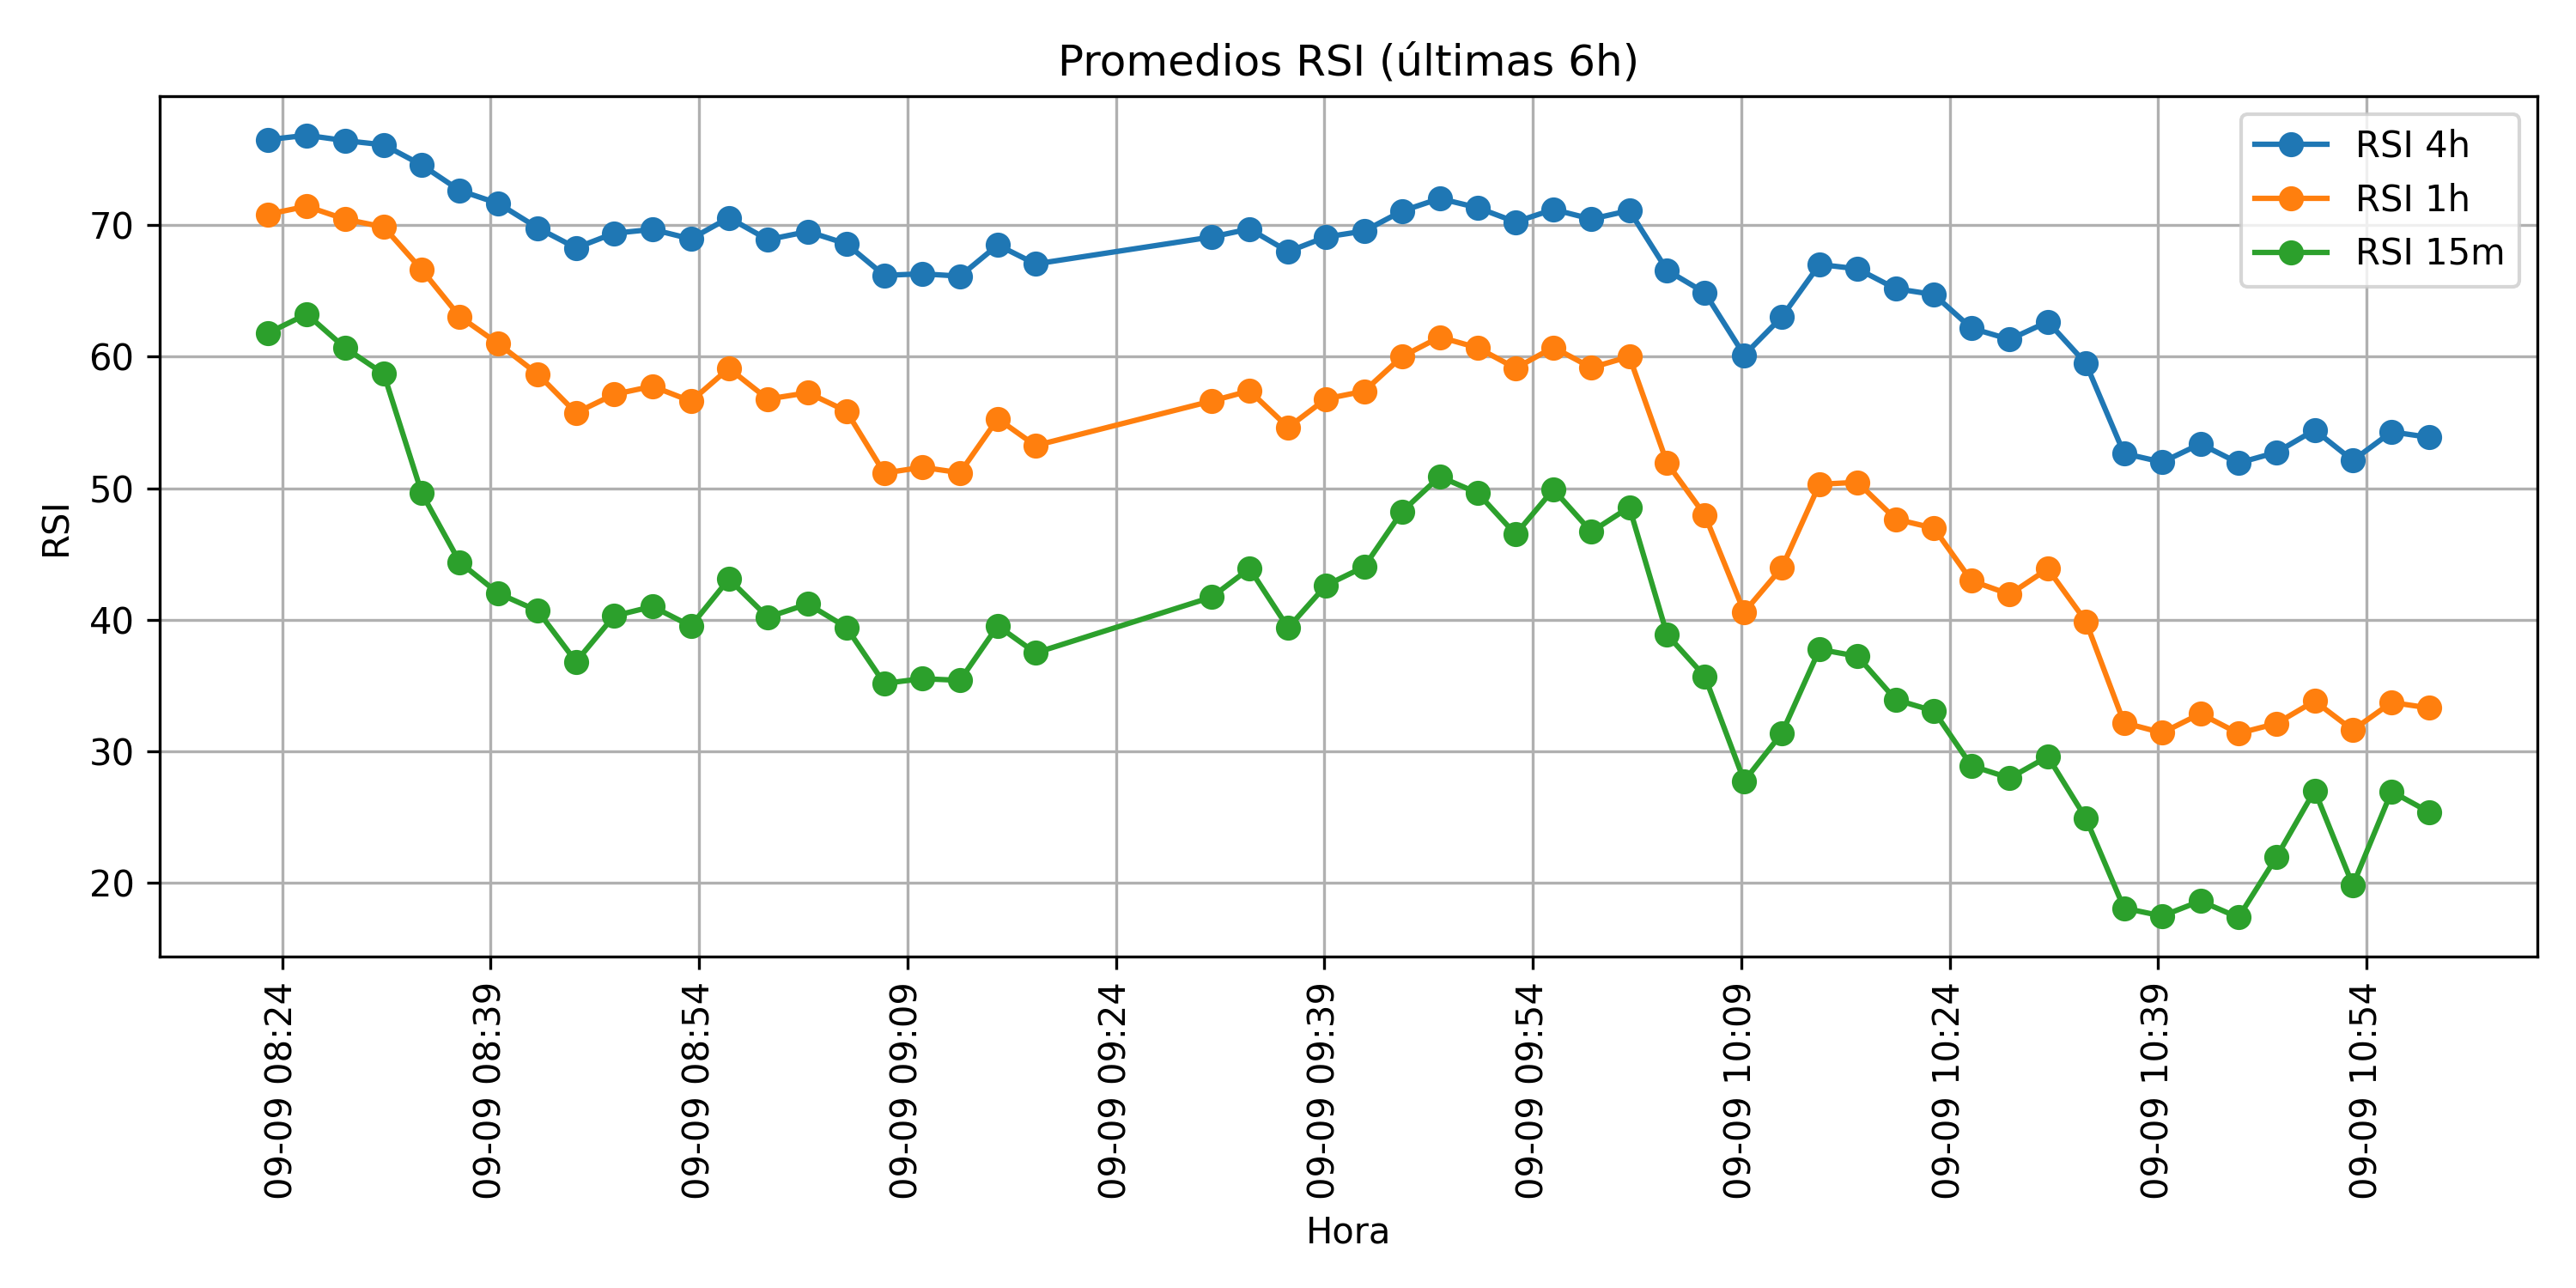 Promedios RSI (últimas 6h)
RSI 4h
RSI 1h
RSI 15m
RSI
70
60
50
40
30
20
09-09 08:24
09-09 08:39
09-09 08:54
09-09 09:09
09-09 09:24
09-09 09:39
09-09 09:54
09-09 10:09
09-09 10:24
09-09 10:39
09-09 10:54
Hora